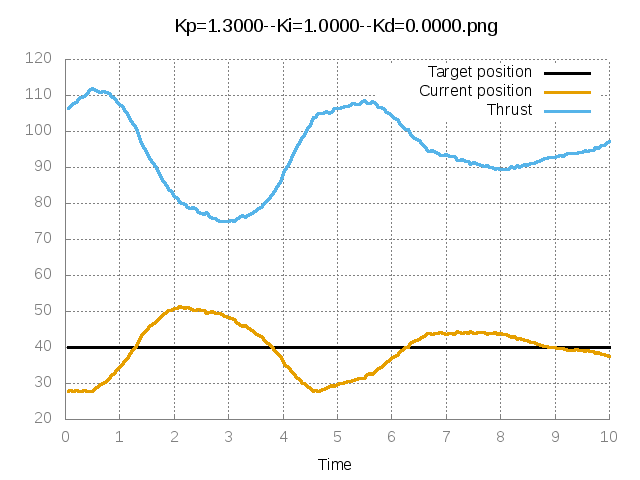 Kp=1.3000--Ki=1.0000--Kd=0.0000.png
120
110
100
90
80
70
60
50
40
30
20
Target position
Current position
Thrust
0 1 2 3 4 5 6 7 8 9 10
Time